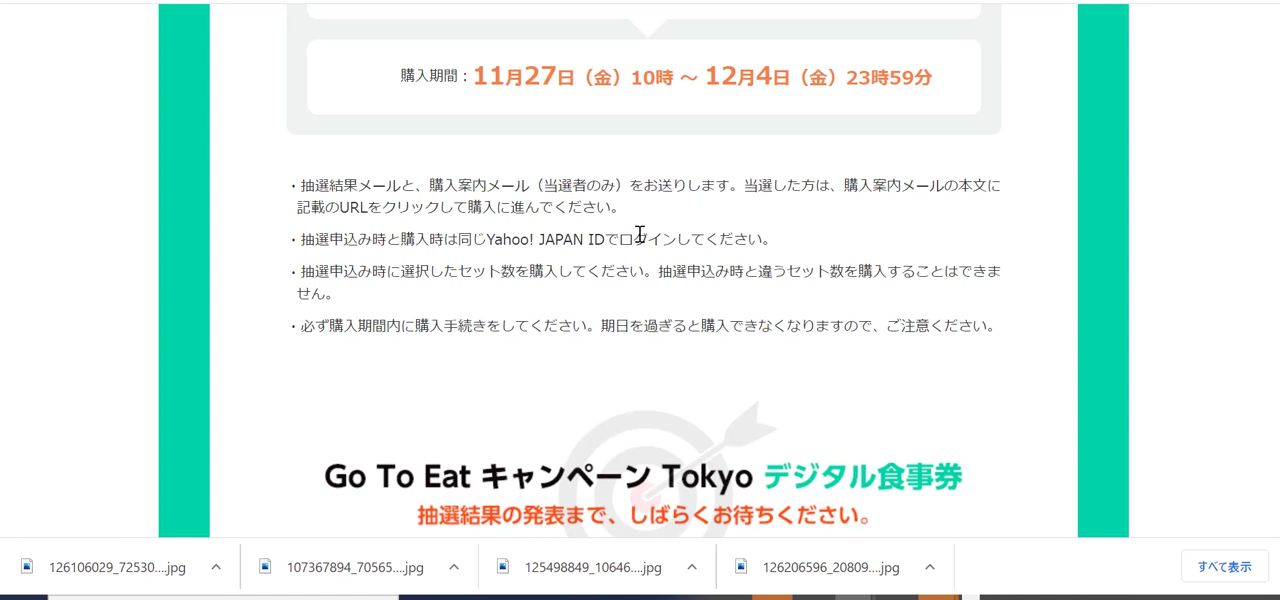 購入期間：11月27日（金）10時 ～ 12月4日（金）23時59分
・抽選結果メールと、購入案内メール（当選者のみ）をお送りします。当選した方は、購入案内メールの本文に
記載のURLをクリックして購入に進んでください。
・抽選申込み時と購入時は同じYahoo! JAPAN IDでログインしてください。
・抽選申込み時に選択したセット数を購入してください。抽選申込み時と違うセット数を購入することはできま
せん。
・必ず購入期間内に購入手続きをしてください。期日を過ぎると購入できなくなりますので、ご注意ください。
Go To Eat キャンペーン Tokyo デジタル食事券
抽選結果の発表まで、しばらくお待ちください。
126106029_72530....jpg
107367894_70565....jpg
125498849_10646....jpg
126206596_20809....jpg
すべて表示